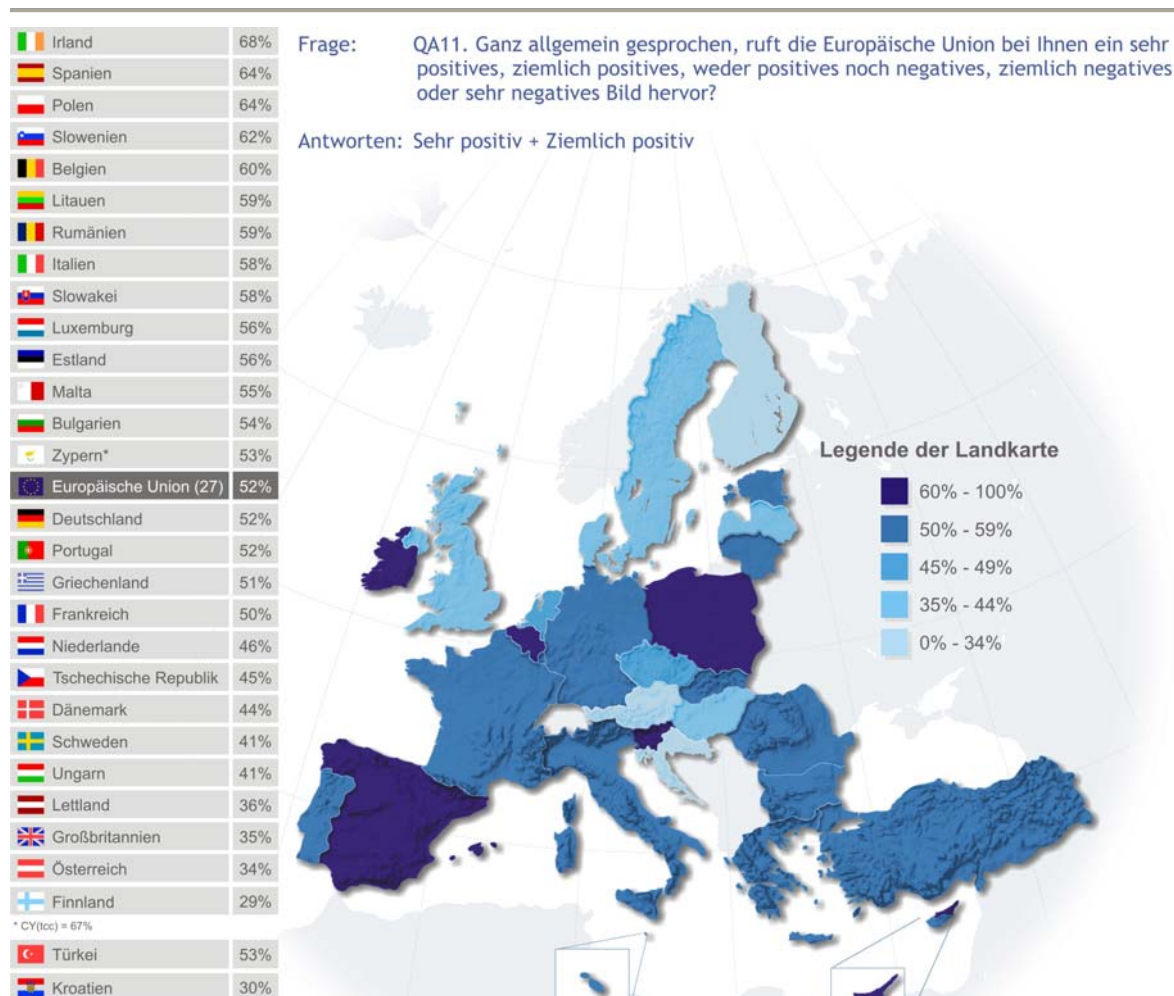 Irland 68%
Spanien 64%
Polen 64%
Slowenien 62%
Belgien 60%
Litauen 59%
Rumänien 59%
Italien 58%
Slowakei 58%
Luxemburg 56%
Estland 56%
Malta 55%
Bulgarien 54%
Zypern* 53%
Europäische Union (27) 52%
Deutschland 52%
Portugal 52%
Griechenland 51%
Frankreich 50%
Niederlande 46%
Tschechische Republik 45%
Dänemark 44%
Schweden 41%
Ungarn 41%
Lettland 36%
Großbritannien 35%
Österreich 34%
Finnland 29%
* CY(tcc) = 67%
Türkei 53%
Kroatien 30%
Frage: QA11. Ganz allgemein gesprochen, ruft die Europäische Union bei Ihnen ein sehr
positives, ziemlich positives, weder positives noch negatives, ziemlich negatives
oder sehr negatives Bild hervor?
Antworten: Sehr positiv + Ziemlich positiv
Legende der Landkarte
60% - 100%
50% - 59%
45% - 49%
35% - 44%
0% - 34%